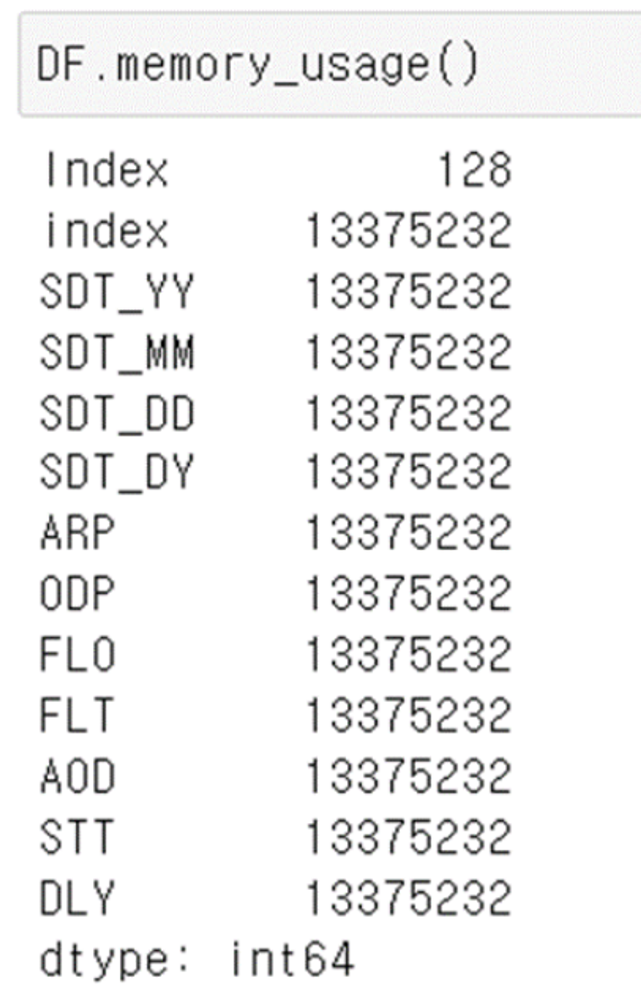 DF.memory_usage()
Index 128
index 13375232
SDT_YY 13375232
SDT_MM 13375232
SDT_DD 13375232
SDT_DY 13375232
ARP 13375232
ODP 13375232
FLO 13375232
FLT 13375232
AOD 13375232
STT 13375232
DLY 13375232
dtype: int64